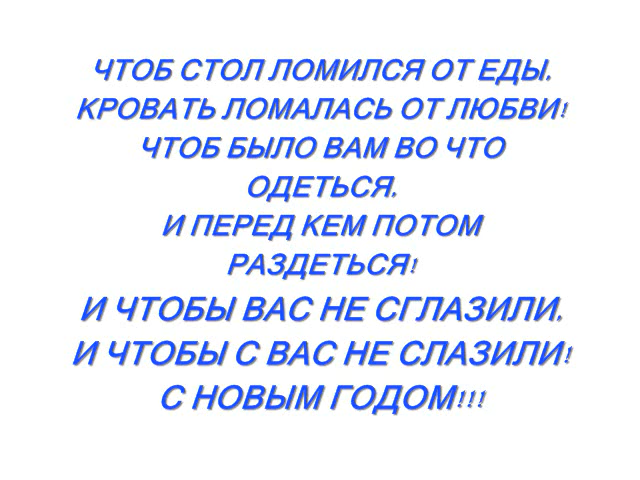 ЧТОБ СТОЛ ЛОМИЛСЯ ОТ ЕДЫ.
КРОВАТЬ ЛОМАЛАСЬ ОТ ЛЮБВИ!
ЧТОБ БЫЛО ВАМ ВО ЧТО
ОДЕТЬСЯ.
И ПЕРЕД КЕМ ПОТОМ
РАЗДЕТЬСЯ!
И ЧТОБЫ ВАС НЕ СГЛАЗИЛИ.
И ЧТОБЫ С ВАС НЕ СЛАЗИЛИ!
С НОВЫМ ГОДОМ!!!